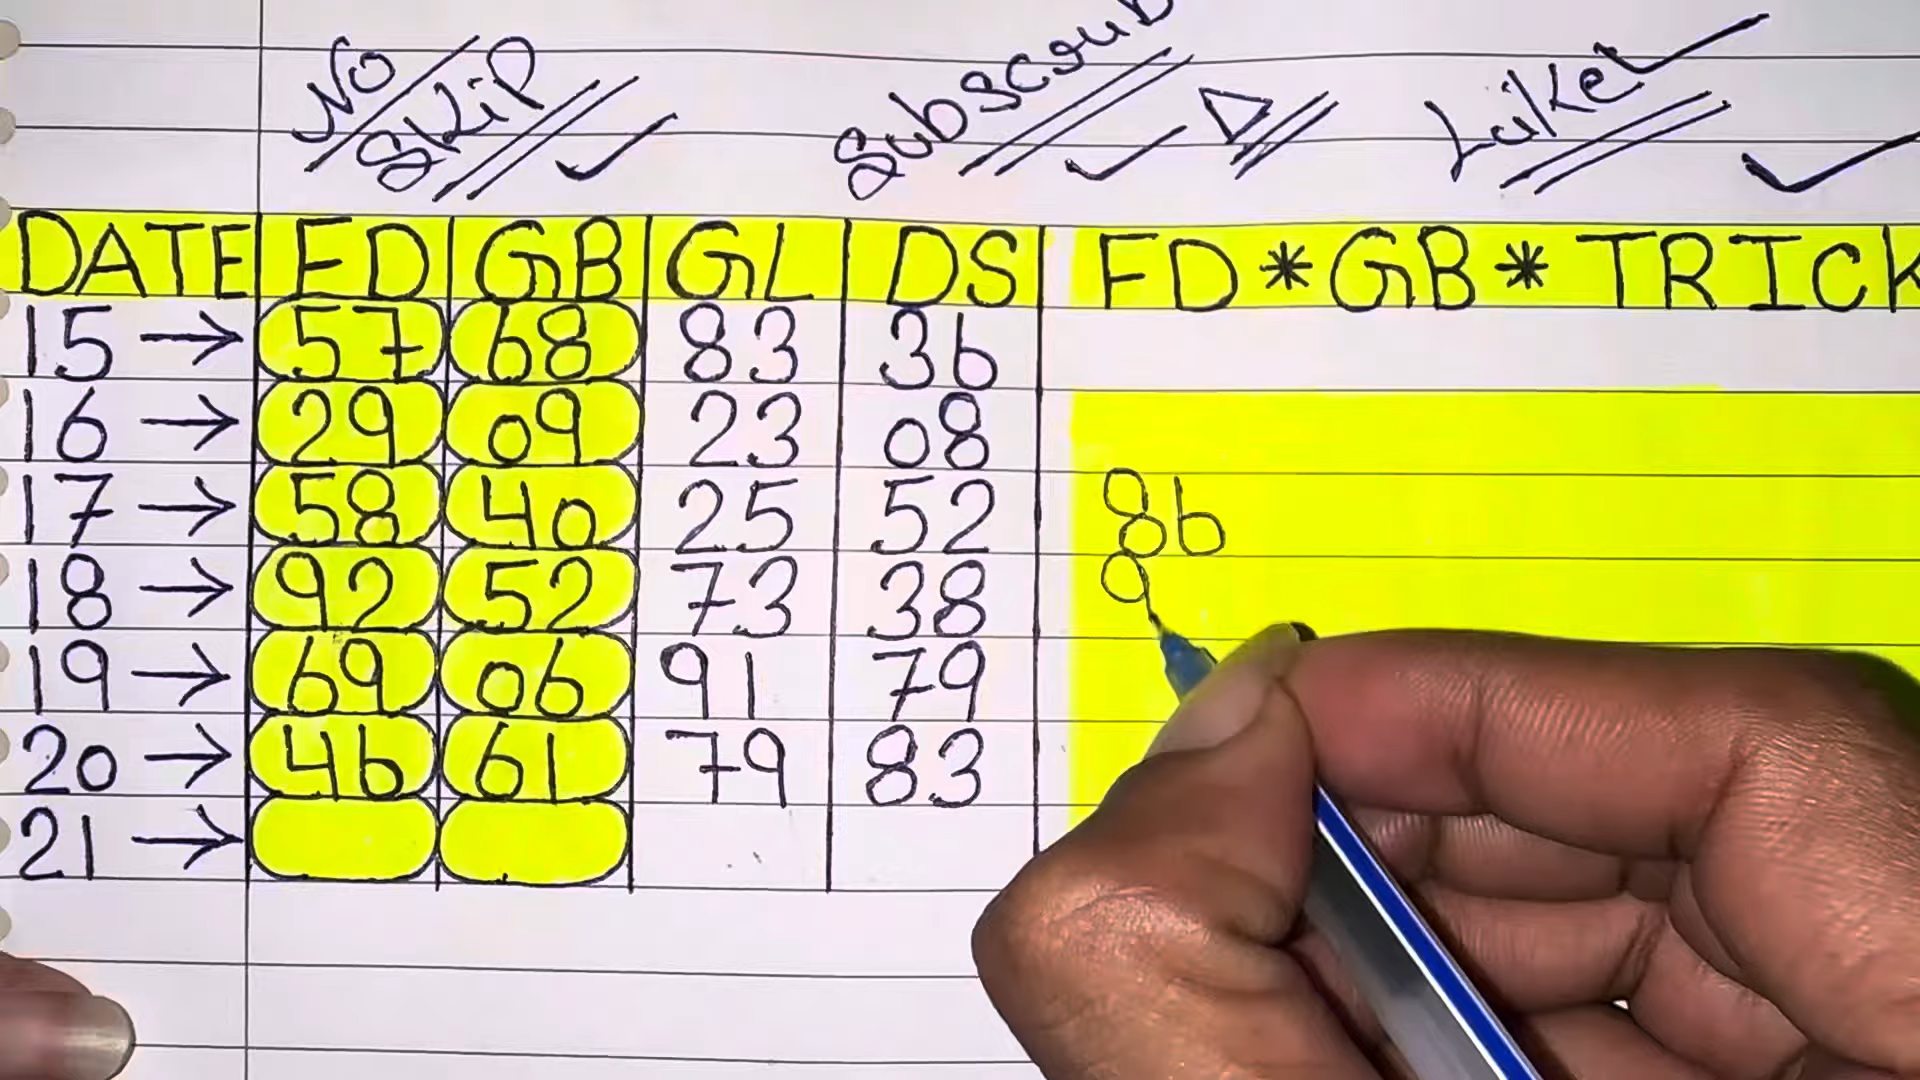 No Skip
Subscrub
Like
DATE FD GB GL DS FD * GB * TRICK
15 → 57 68 83 36
16 → 29 09 23 08
17 → 58 40 25 52 86
18 → 92 52 73 38 9
19 → 69 06 91 79
20 → 46 61 79 83
21 →